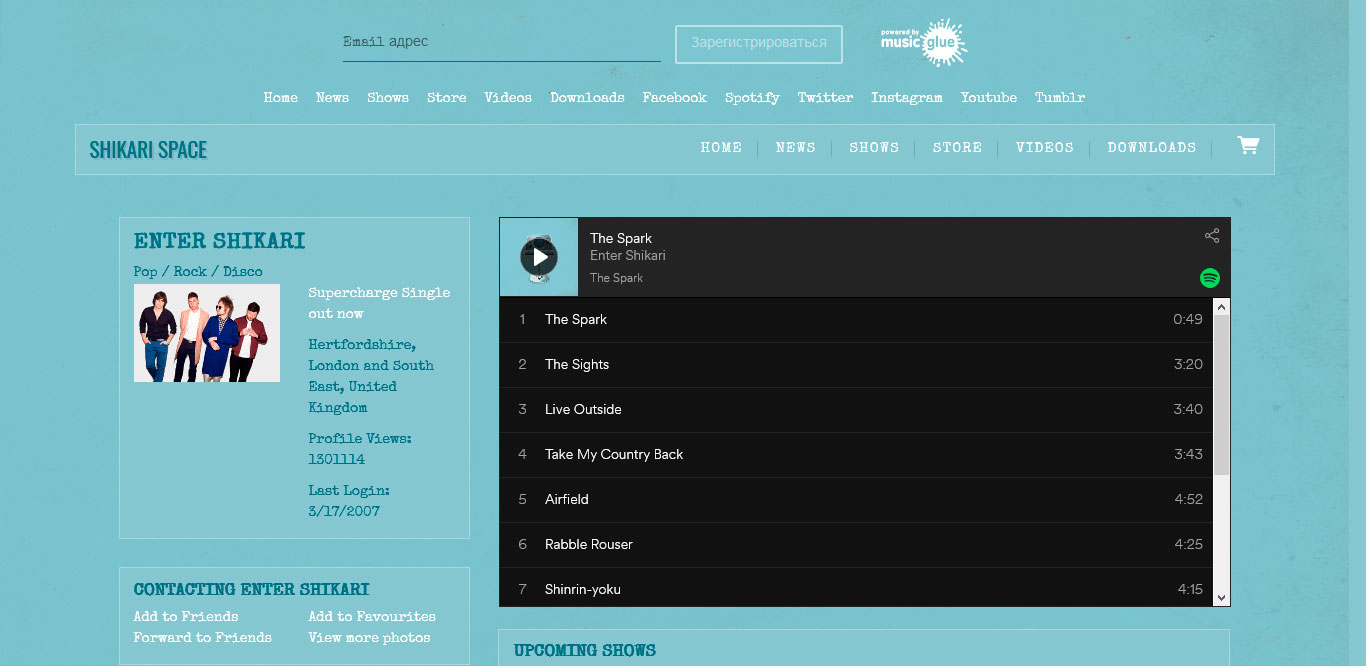 Email адрес
Зарегистрироваться
powered by
music glue
Home News Shows Store Videos Downloads Facebook Spotify Twitter Instagram Youtube Tumblr
SHIKARI SPACE
HOME NEWS SHOWS STORE VIDEOS DOWNLOADS
ENTER SHIKARI
Pop / Rock / Disco
Supercharge Single
out now
Hertfordshire,
London and South
East, United
Kingdom
Profile Views:
1301114
Last Login:
3/17/2007
CONTACTING ENTER SHIKARI
Add to Friends Add to Favourites
Forward to Friends View more photos
The Spark
Enter Shikari
The Spark
1 The Spark 0:49
2 The Sights 3:20
3 Live Outside 3:40
4 Take My Country Back 3:43
5 Airfield 4:52
6 Rabble Rouser 4:25
7 Shinrin-yoku 4:15
UPCOMING SHOWS